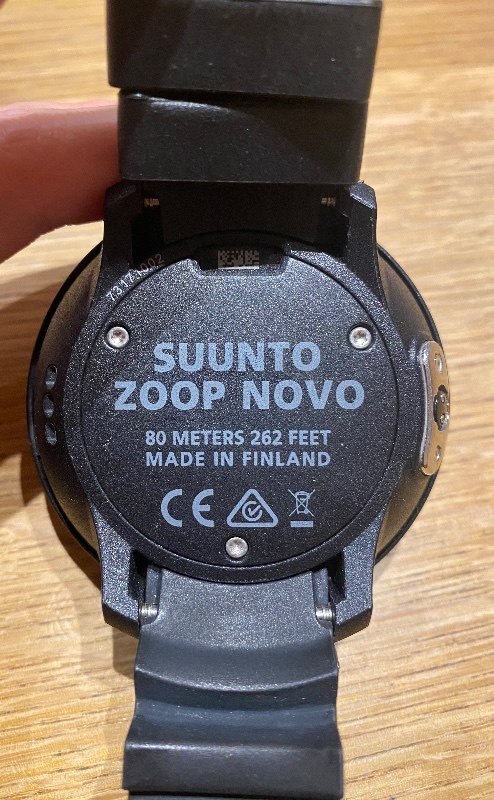 SUUNTO
ZOOP NOVO
80 METERS 262 FEET
MADE IN FINLAND
CE